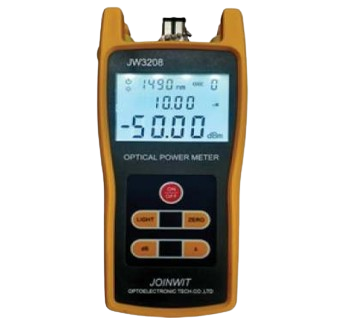 JW3208
1490 nm
0
10.00
-50.00
dBm
OPTICAL POWER METER
ON
OFF
LIGHT ZERO
dB λ
JOINWIT
OPTOELECTRONIC TECH.CO.,LTD